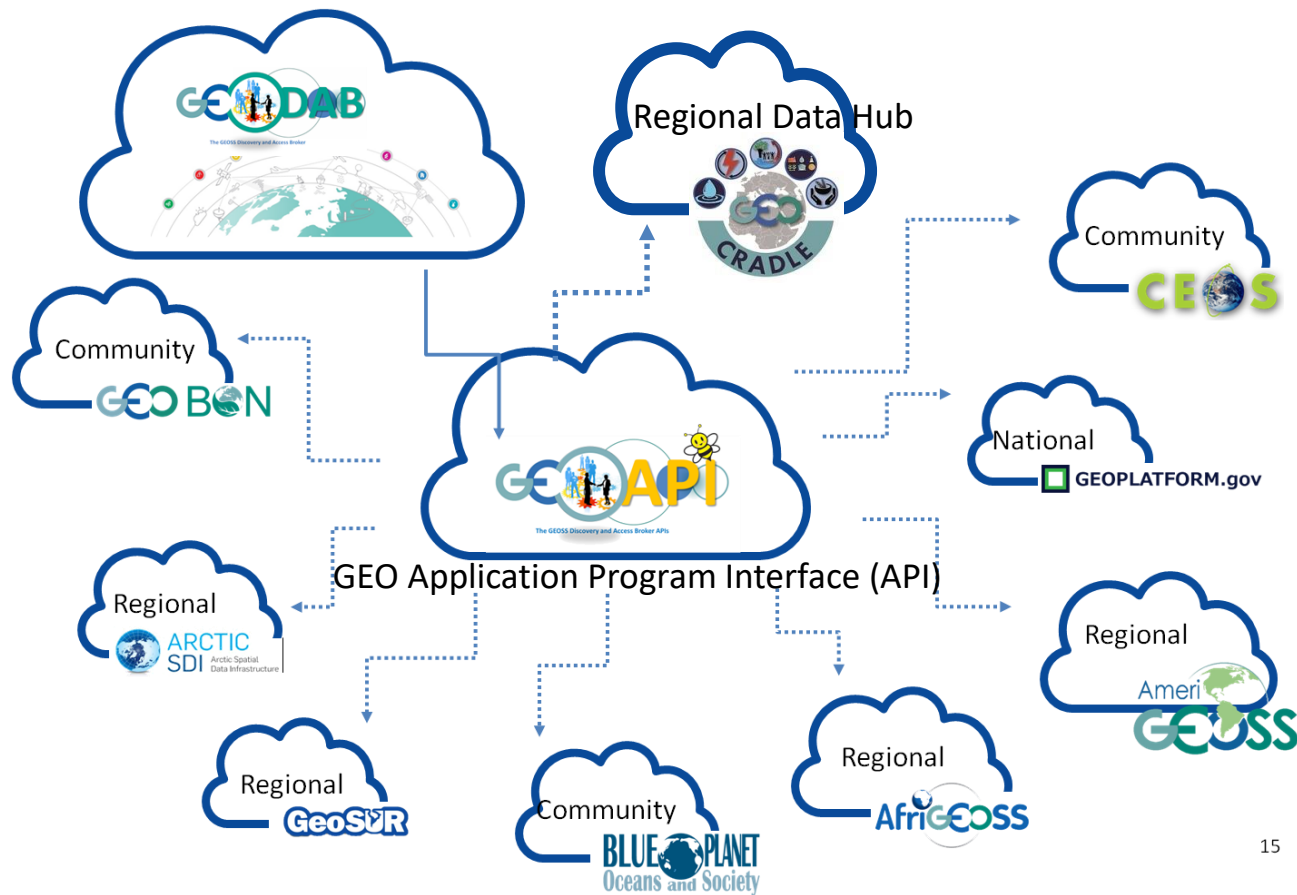 GEO DAB
The GEOSS Discovery and Access Broker
Regional Data Hub
GEO
CRADLE
Community
CEOS
Community
GEO BON
National
GEOPLATFORM.gov
GEO API
The GEOSS Discovery and Access Broker APIs
GEO Application Program Interface (API)
Regional
ARCTIC
SDI
Arctic Spatial
Data Infrastructure
Regional
Ameri
GEOSS
Regional
GeoSUR
Community
BLUE PLANET
Oceans and Society
Regional
AfriGEOSS
15